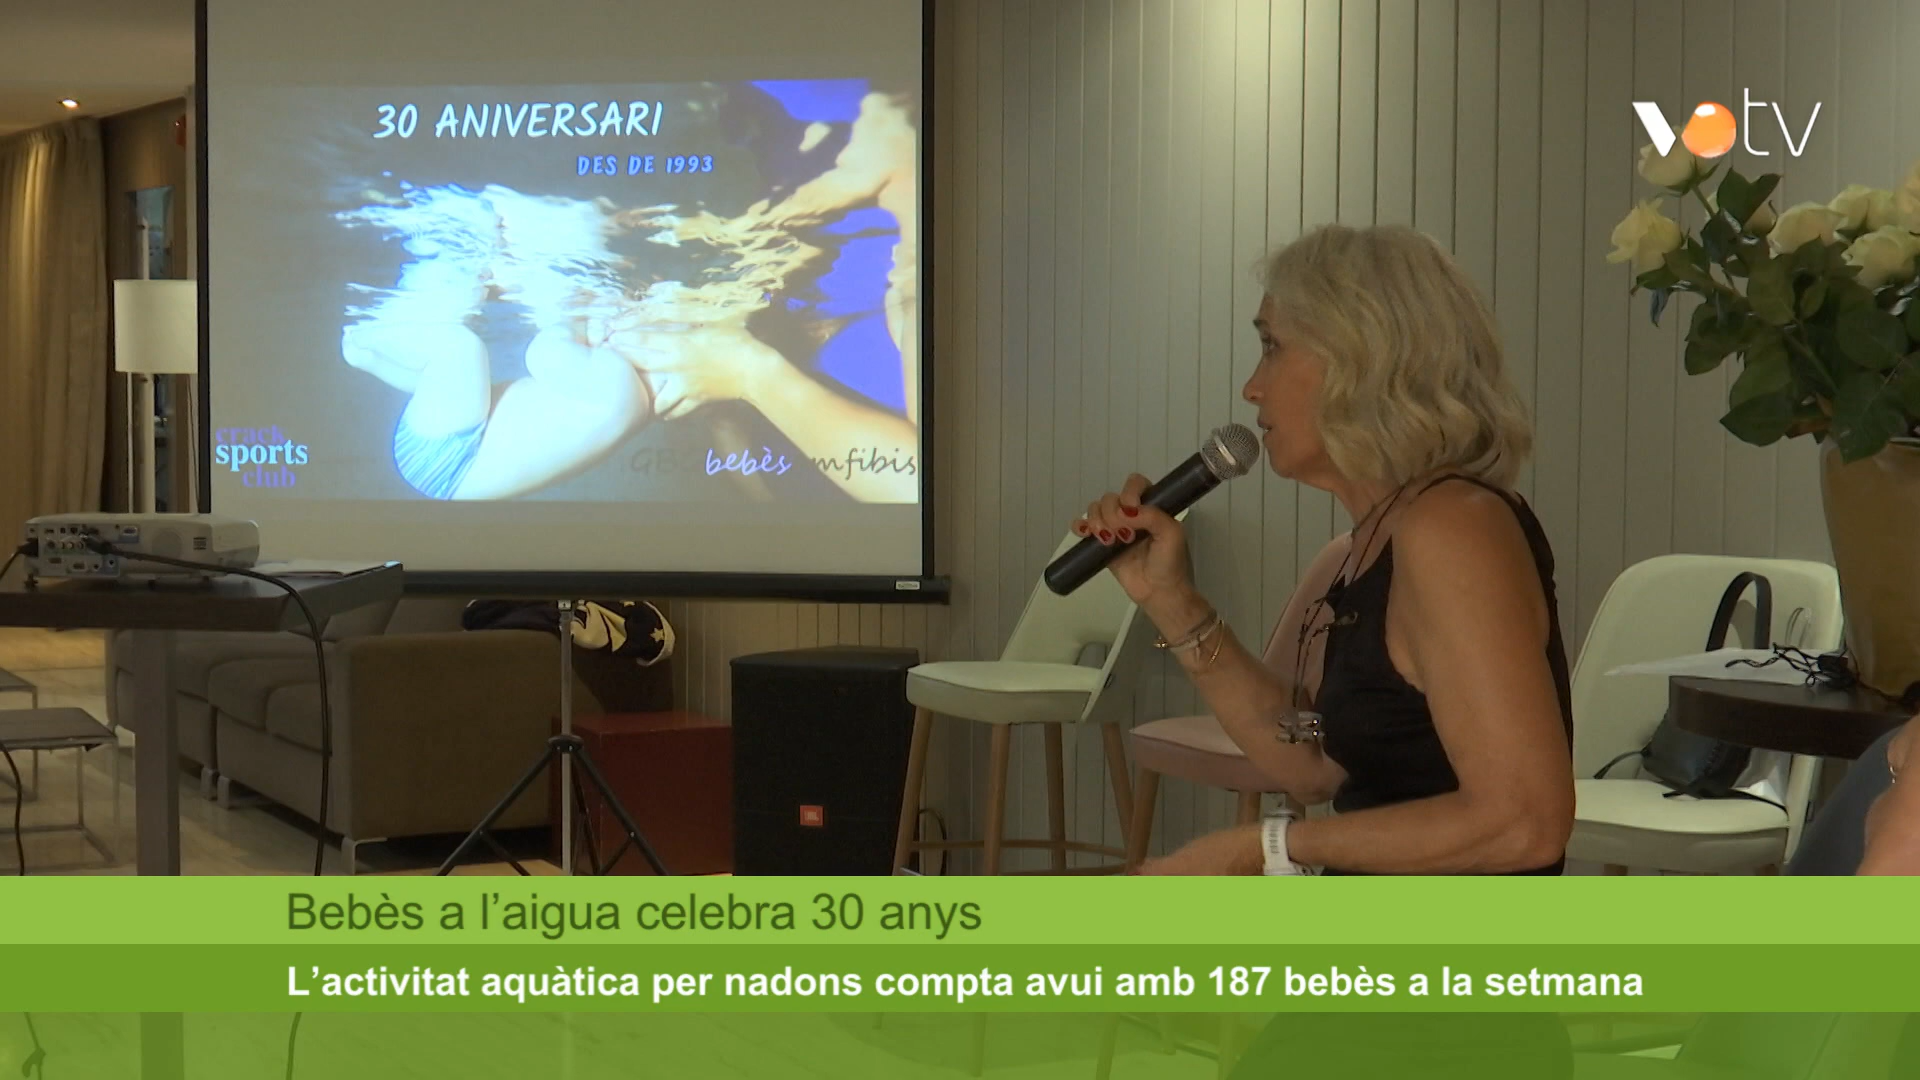 30 ANIVERSARI
DES DE 1993
votv
crack
sports
club
bebès
mfibis
JBL
Bebès a l’aigua celebra 30 anys
L’activitat aquàtica per nadons compta avui amb 187 bebès a la setmana